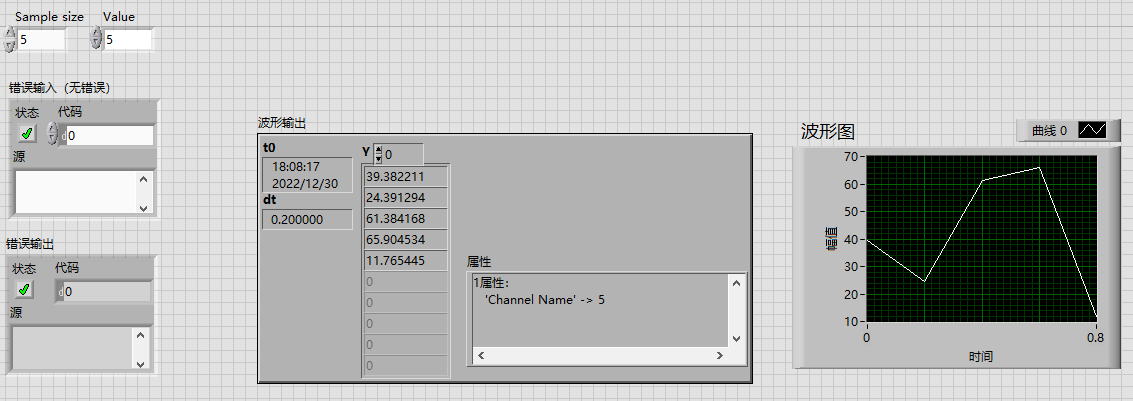 Sample size
Value
5
5
错误输入（无错误）
状态
代码
d0
源
错误输出
状态
代码
d0
源
波形输出
t0
18:08:17
2022/12/30
dt
0.200000
Y
0
39.382211
24.391294
61.384168
65.904534
11.765445
0
0
0
0
0
属性
1属性：
'Channel Name' -> 5
波形图
曲线 0
70
60
50
40
30
20
10
幅值
0
0.8
时间